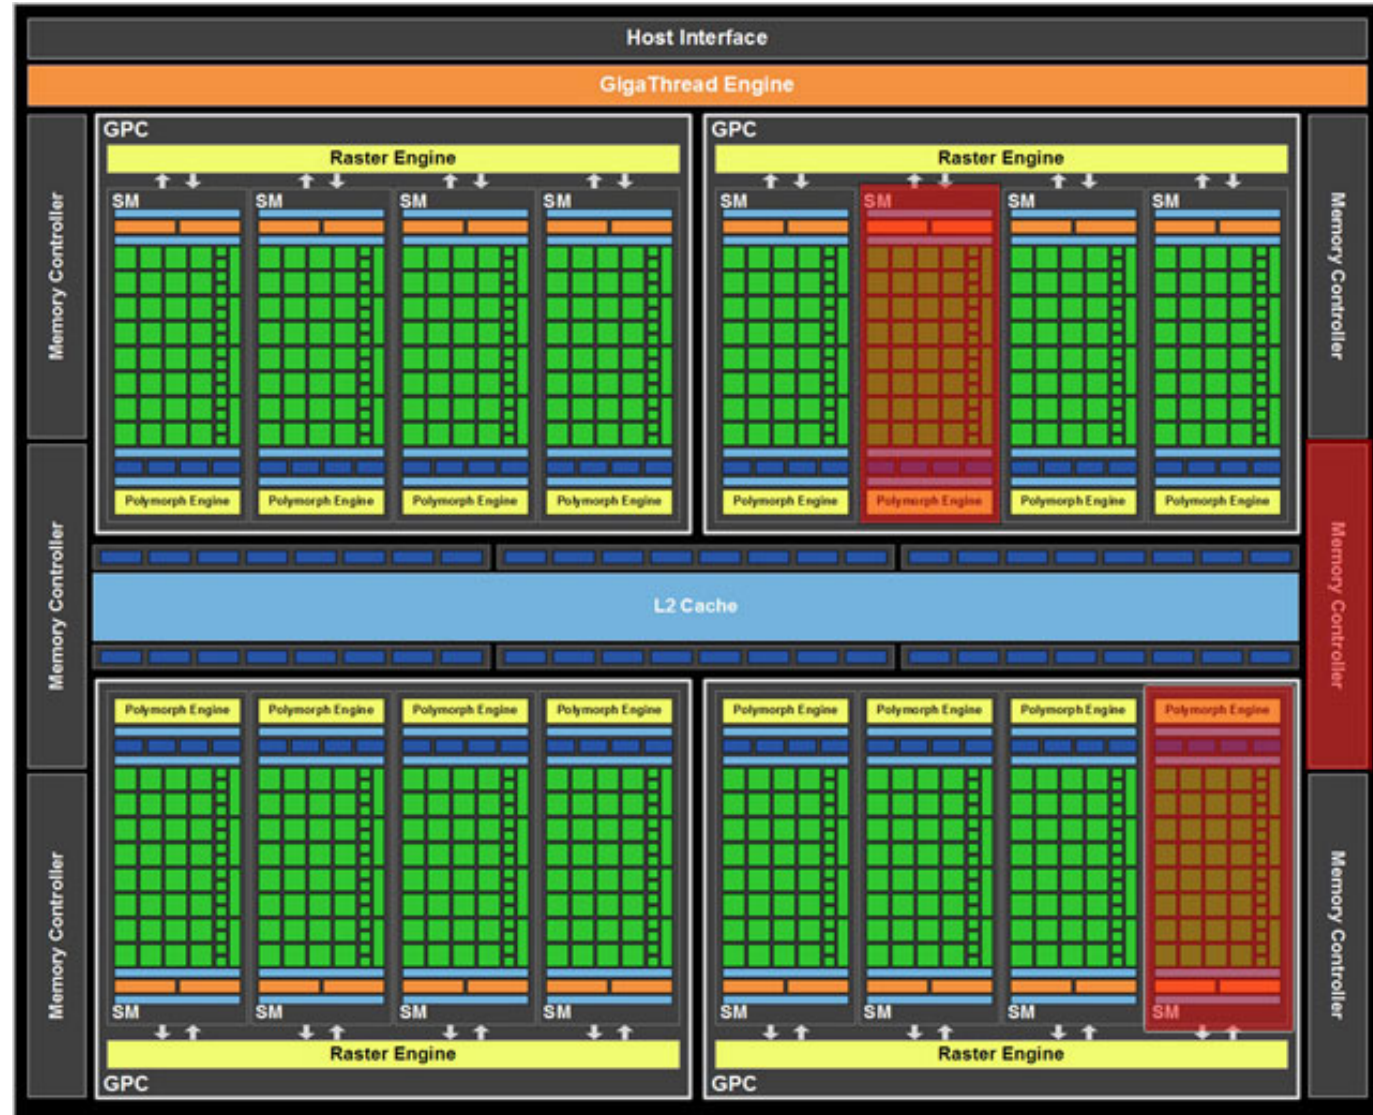 Host Interface
GigaThread Engine
GPC
GPC
Raster Engine
Raster Engine
Memory Controller
Memory Controller
SM SM SM SM
SM SM SM SM
Polymorph Engine Polymorph Engine Polymorph Engine Polymorph Engine
Polymorph Engine Polymorph Engine Polymorph Engine Polymorph Engine
Memory Controller
L2 Cache
Memory Controller
Polymorph Engine Polymorph Engine Polymorph Engine Polymorph Engine
Polymorph Engine Polymorph Engine Polymorph Engine Polymorph Engine
Memory Controller
Memory Controller
SM SM SM SM
SM SM SM SM
Raster Engine
Raster Engine
GPC
GPC